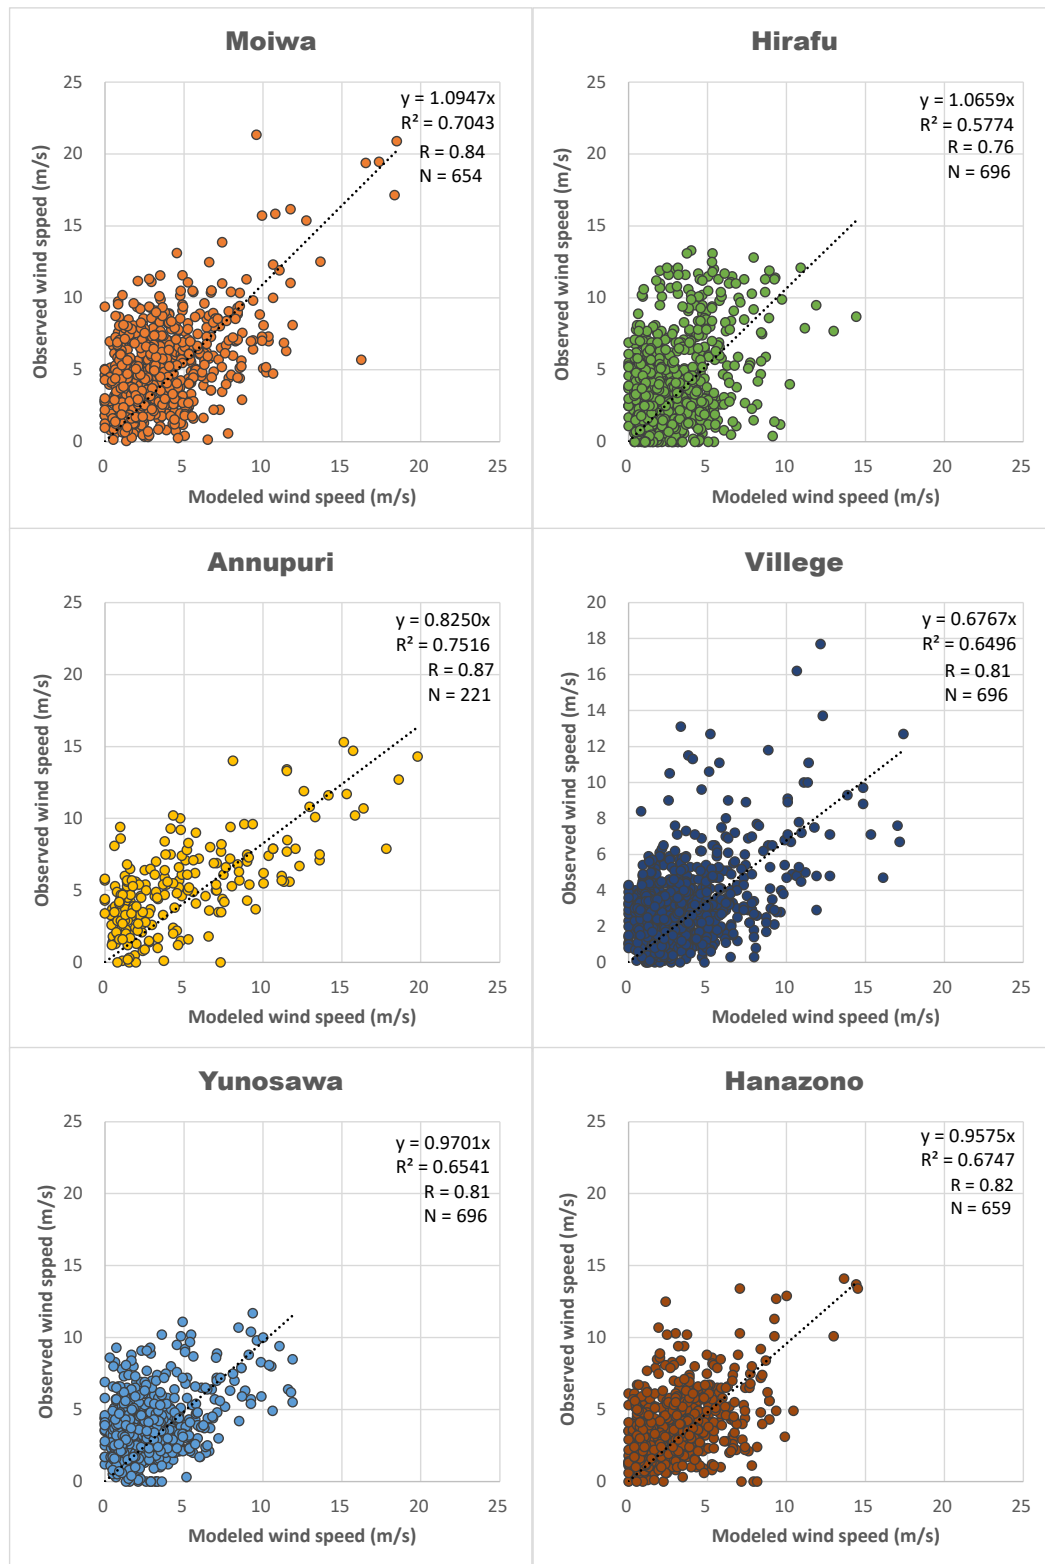 Moiwa
25
20
15
10
5
0
Observed wind spped (m/s)
y = 1.0947x
R² = 0.7043
R = 0.84
N = 654
0 5 10 15 20 25
Modeled wind speed (m/s)
Hirafu
25
20
15
10
5
0
Observed wind speed (m/s)
y = 1.0659x
R² = 0.5774
R = 0.76
N = 696
0 5 10 15 20 25
Modeled wind speed (m/s)
Annupuri
25
20
15
10
5
0
Observed wind speed (m/s)
y = 0.8250x
R² = 0.7516
R = 0.87
N = 221
0 5 10 15 20 25
Modeled wind speed (m/s)
Villege
20
18
16
14
12
10
8
6
4
2
0
Observed wind speed (m/s)
y = 0.6767x
R² = 0.6496
R = 0.81
N = 696
0 5 10 15 20 25
Modeled wind speed (m/s)
Yunosawa
25
20
15
10
5
0
Observed wind spped (m/s)
y = 0.9701x
R² = 0.6541
R = 0.81
N = 696
0 5 10 15 20 25
Modeled wind speed (m/s)
Hanazono
25
20
15
10
5
0
Observed wind speed (m/s)
y = 0.9575x
R² = 0.6747
R = 0.82
N = 659
0 5 10 15 20 25
Modeled wind speed (m/s)